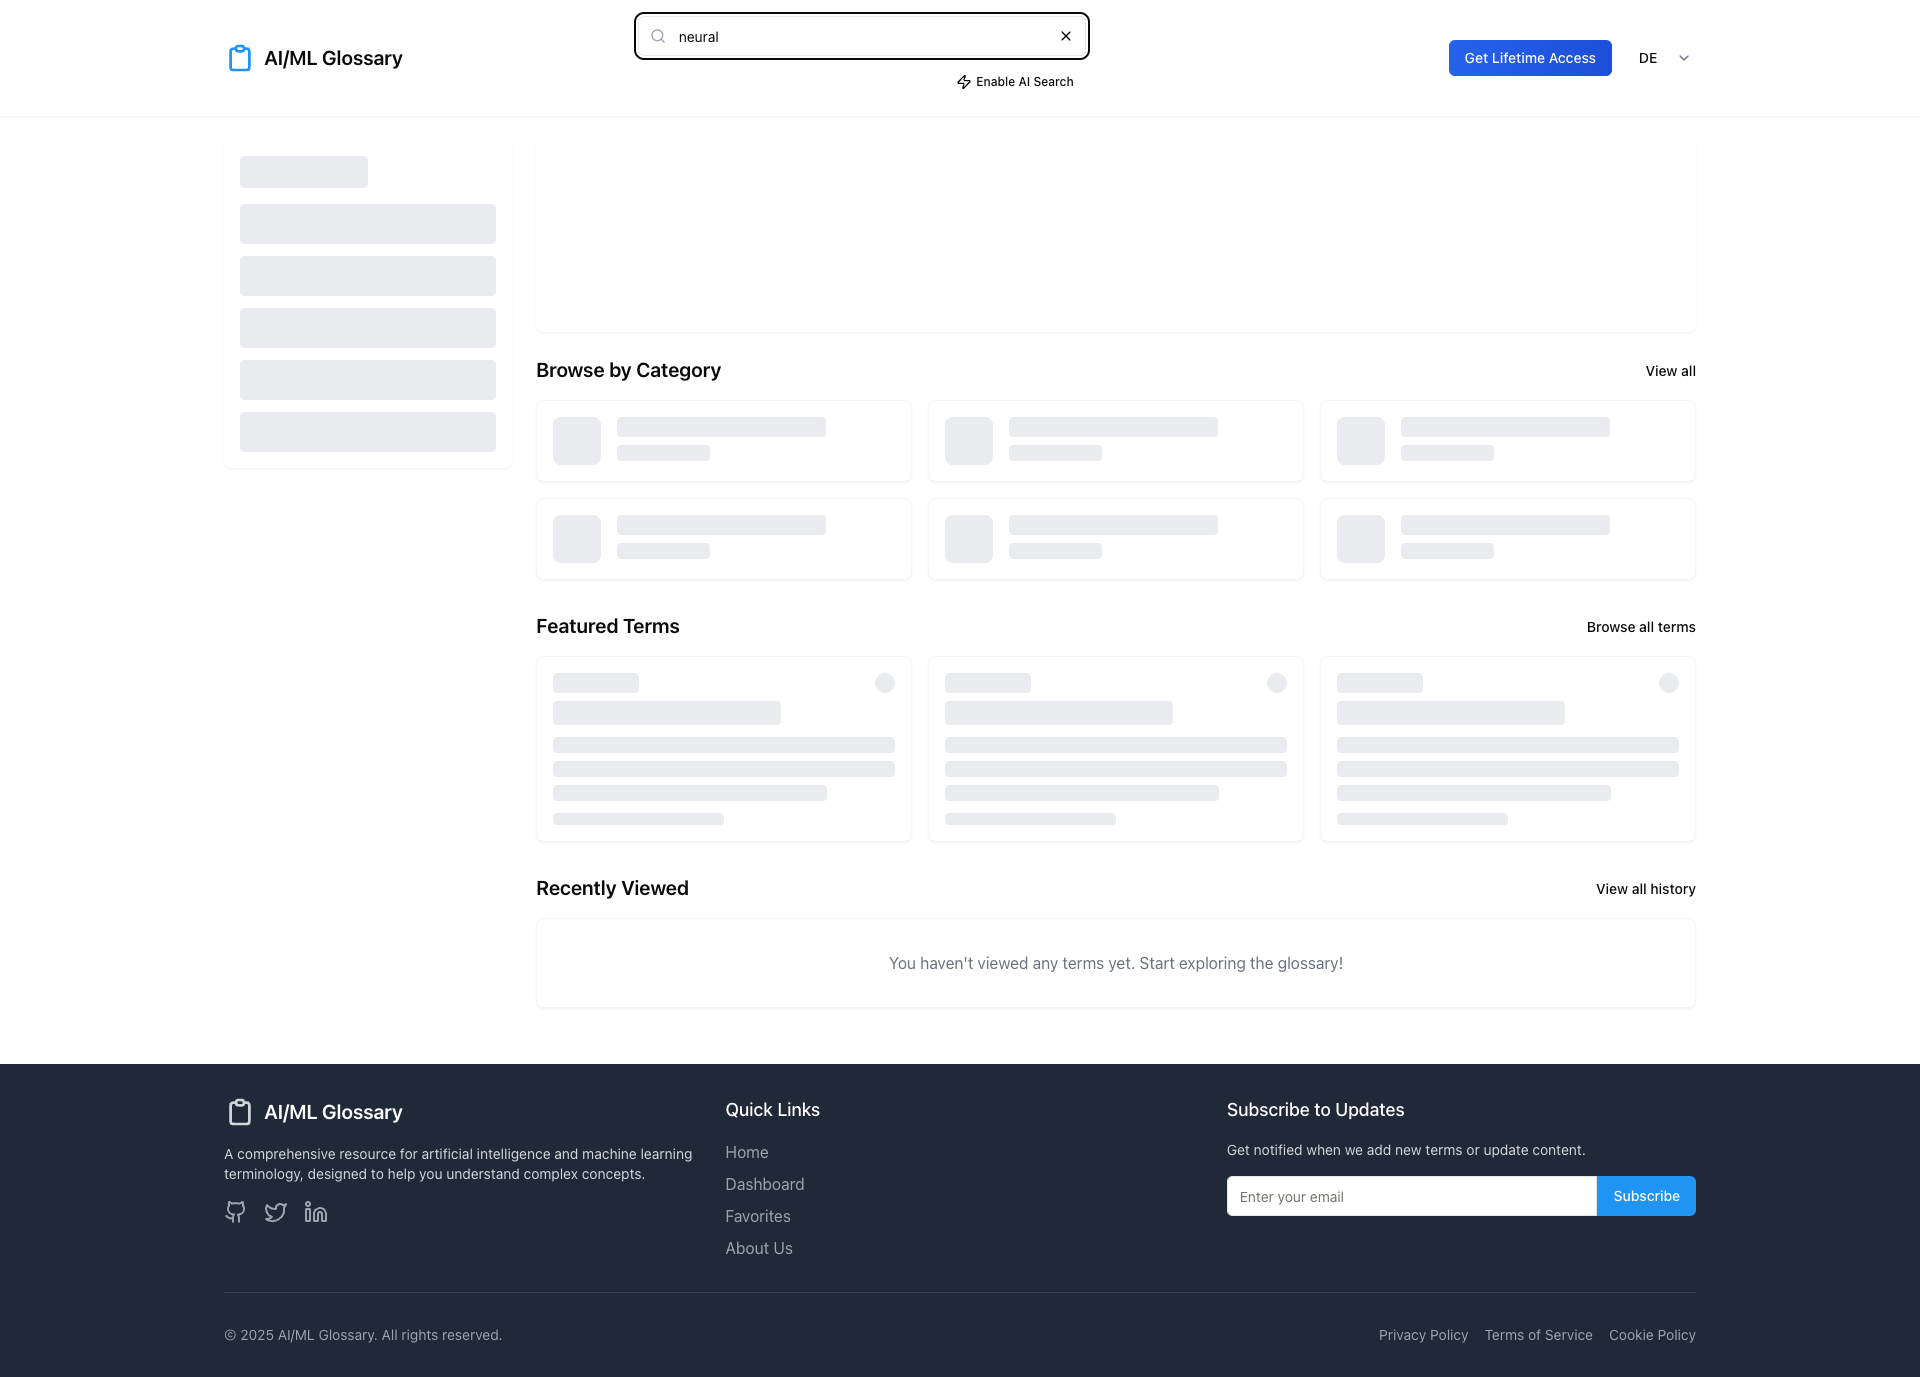 AI/ML Glossary
neural
Enable AI Search
Get Lifetime Access
DE
Browse by Category
View all
Featured Terms
Browse all terms
Recently Viewed
View all history
You haven't viewed any terms yet. Start exploring the glossary!
AI/ML Glossary
A comprehensive resource for artificial intelligence and machine learning
terminology, designed to help you understand complex concepts.
Quick Links
Home
Dashboard
Favorites
About Us
Subscribe to Updates
Get notified when we add new terms or update content.
Enter your email
Subscribe
© 2025 AI/ML Glossary. All rights reserved.
Privacy Policy
Terms of Service
Cookie Policy